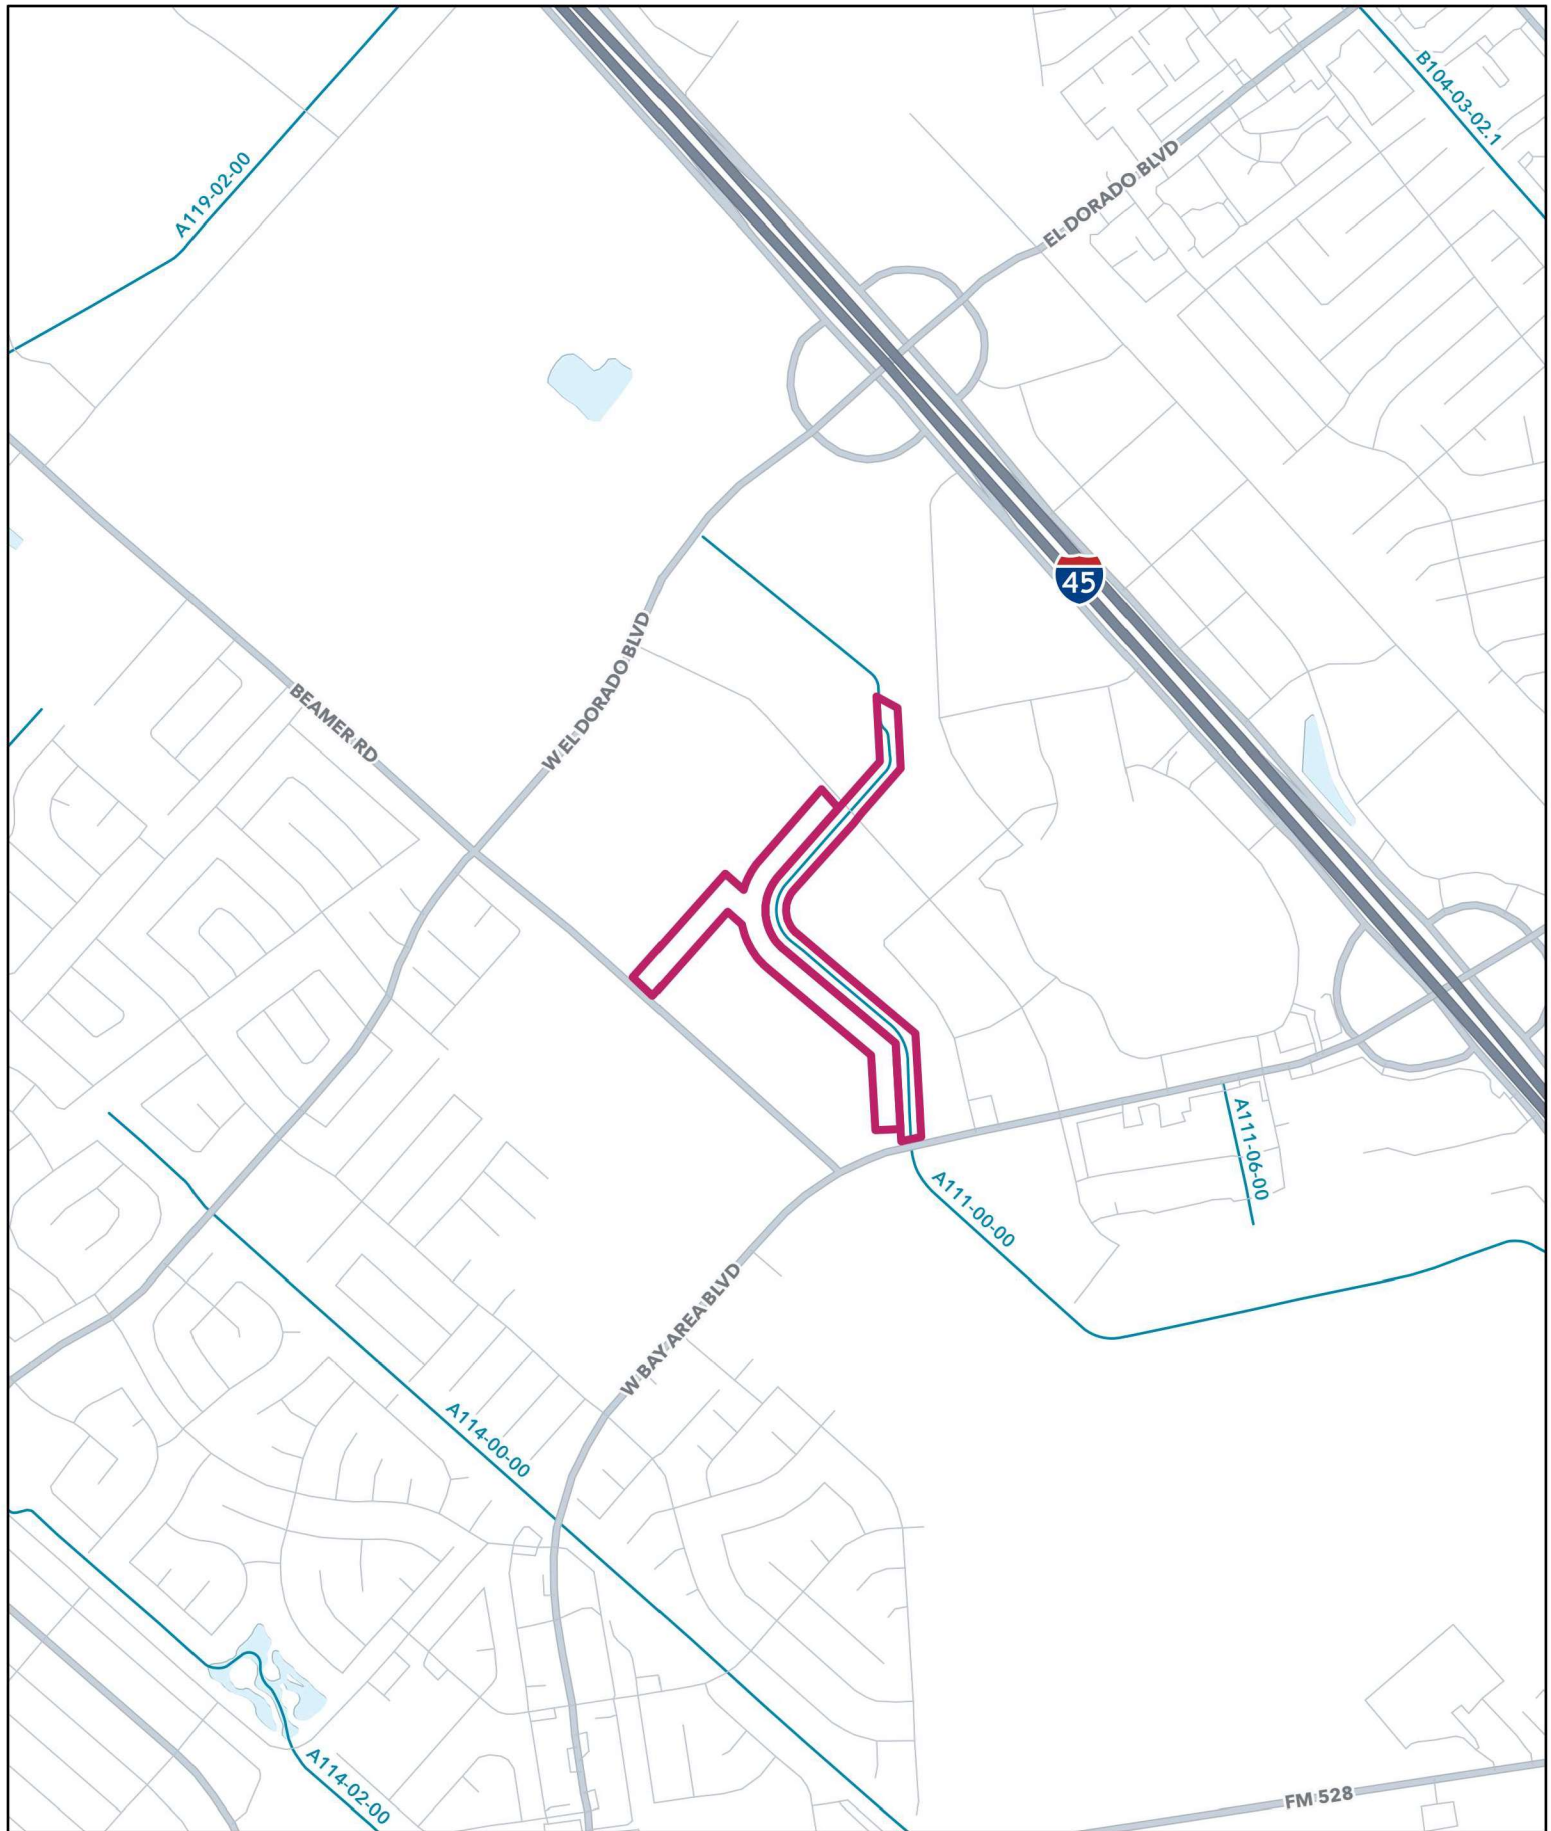 B104-03-02.1
A119-02-00
EL DORADO BLVD
45
W EL DORADO BLVD
BEAMER RD
A111-06-00
A111-00-00
W BAY AREA BLVD
A114-00-00
A114-02-00
FM 528